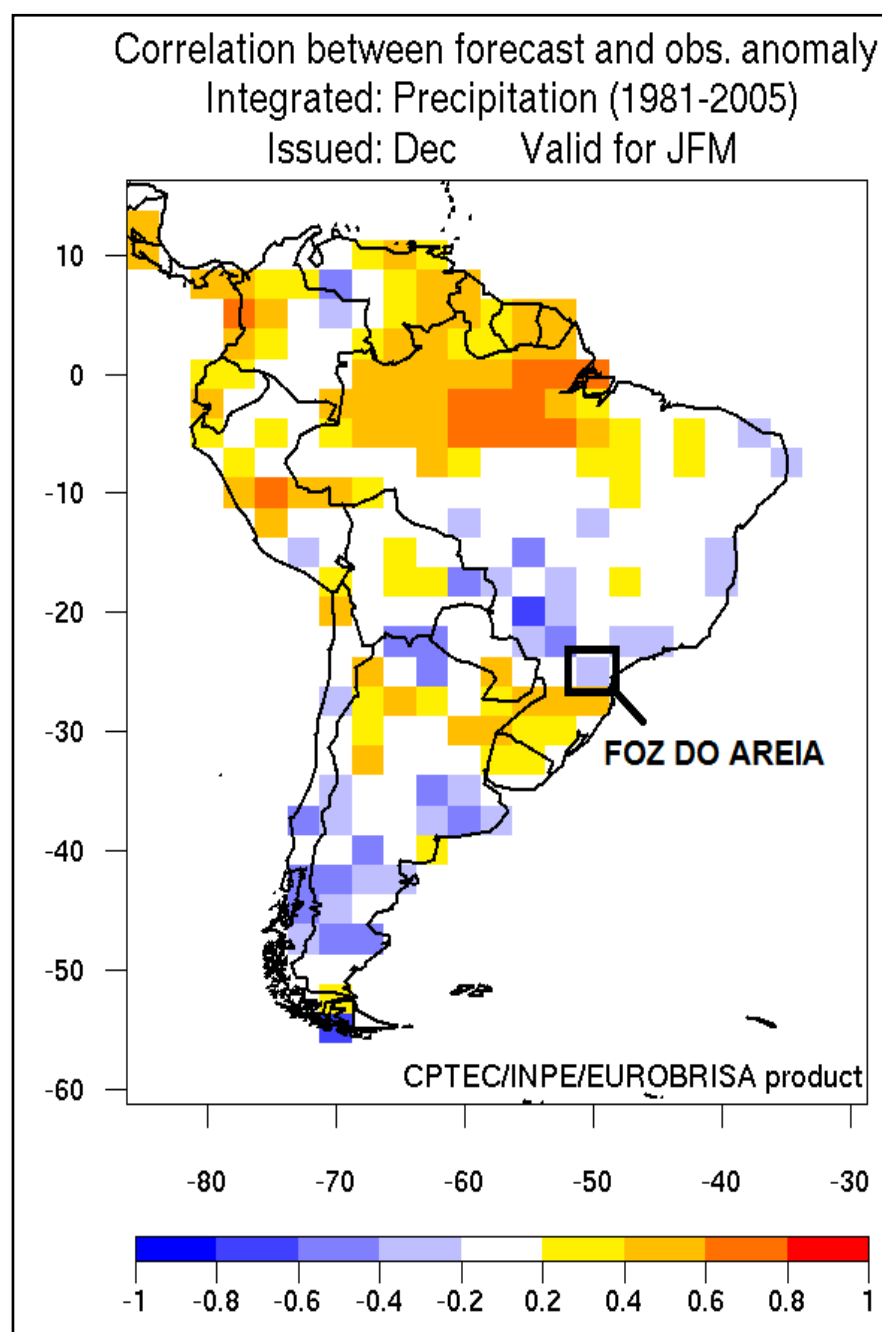 Correlation between forecast and obs. anomaly
Integrated: Precipitation (1981-2005)
Issued: Dec Valid for JFM
10
0
-10
-20
-30
-40
-50
-60
FOZ DO AREIA
CPTEC/INPE/EUROBRISA product
-80 -70 -60 -50 -40 -30
-1 -0.8 -0.6 -0.4 -0.2 0.2 0.4 0.6 0.8 1